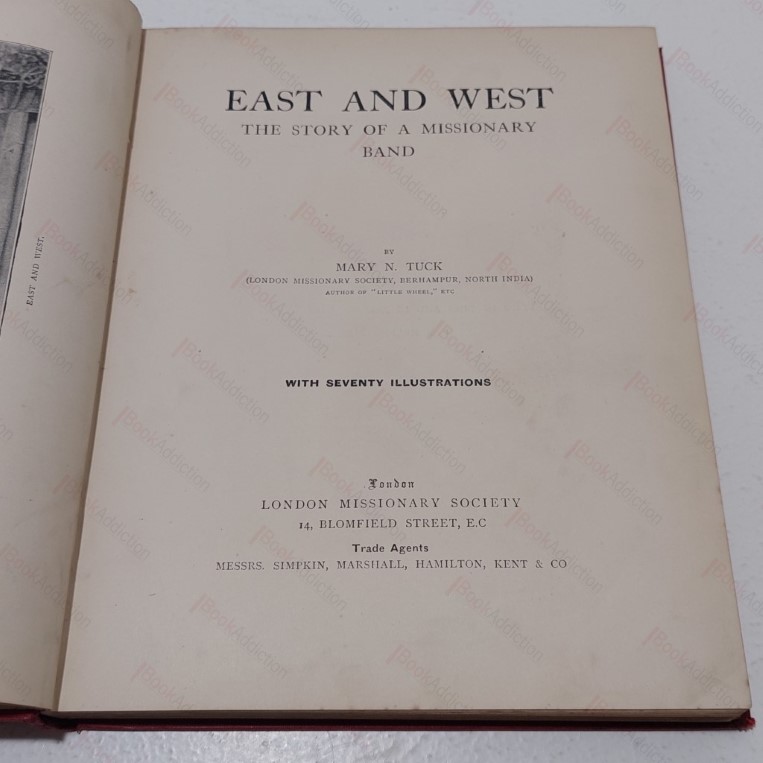 EAST AND WEST.
EAST AND WEST
THE STORY OF A MISSIONARY
BAND
BY
MARY N. TUCK
(LONDON MISSIONARY SOCIETY, BERHAMPUR, NORTH INDIA)
AUTHOR OF "LITTLE WHEEL," ETC
WITH SEVENTY ILLUSTRATIONS
London
LONDON MISSIONARY SOCIETY
14, BLOMFIELD STREET, E.C
Trade Agents
MESSRS. SIMPKIN, MARSHALL, HAMILTON, KENT & CO
BookAddiction